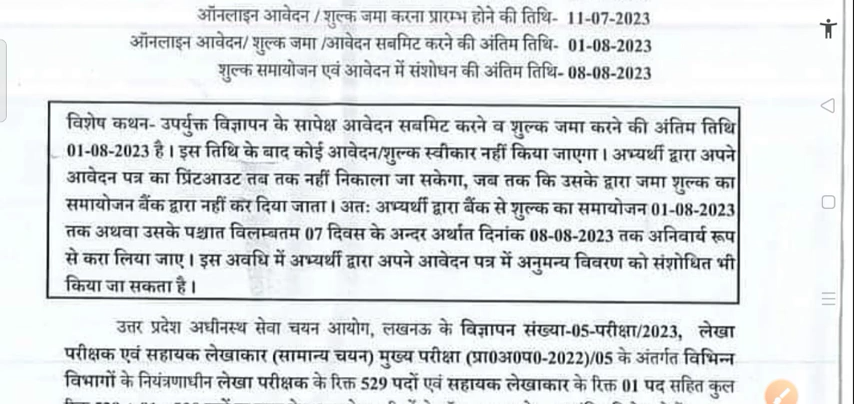 ऑनलाइन आवेदन / शुल्क जमा करना प्रारम्भ होने की तिथि- 11-07-2023
ऑनलाइन आवेदन/ शुल्क जमा /आवेदन सबमिट करने की अंतिम तिथि- 01-08-2023
शुल्क समायोजन एवं आवेदन में संशोधन की अंतिम तिथि- 08-08-2023
विशेष कथन- उपर्युक्त विज्ञापन के सापेक्ष आवेदन सबमिट करने व शुल्क जमा करने की अंतिम तिथि
01-08-2023 है। इस तिथि के बाद कोई आवेदन/शुल्क स्वीकार नहीं किया जाएगा। अभ्यर्थी द्वारा अपने
आवेदन पत्र का प्रिंटआउट तब तक नहीं निकाला जा सकेगा, जब तक कि उसके द्वारा जमा शुल्क का
समायोजन बैंक द्वारा नहीं कर दिया जाता। अतः अभ्यर्थी द्वारा बैंक से शुल्क का समायोजन 01-08-2023
तक अथवा उसके पश्चात विलम्बतम 07 दिवस के अन्दर अर्थात दिनांक 08-08-2023 तक अनिवार्य रूप
से करा लिया जाए। इस अवधि में अभ्यर्थी द्वारा अपने आवेदन पत्र में अनुमन्य विवरण को संशोधित भी
किया जा सकता है।
उत्तर प्रदेश अधीनस्थ सेवा चयन आयोग, लखनऊ के विज्ञापन संख्या-05-परीक्षा/2023, लेखा
परीक्षक एवं सहायक लेखाकार (सामान्य चयन) मुख्य परीक्षा (प्रा0अ0प0-2022)/05 के अंतर्गत विभिन्न
विभागों के नियंत्रणाधीन लेखा परीक्षक के रिक्त 529 पदों एवं सहायक लेखाकार के रिक्त 01 पद सहित कुल